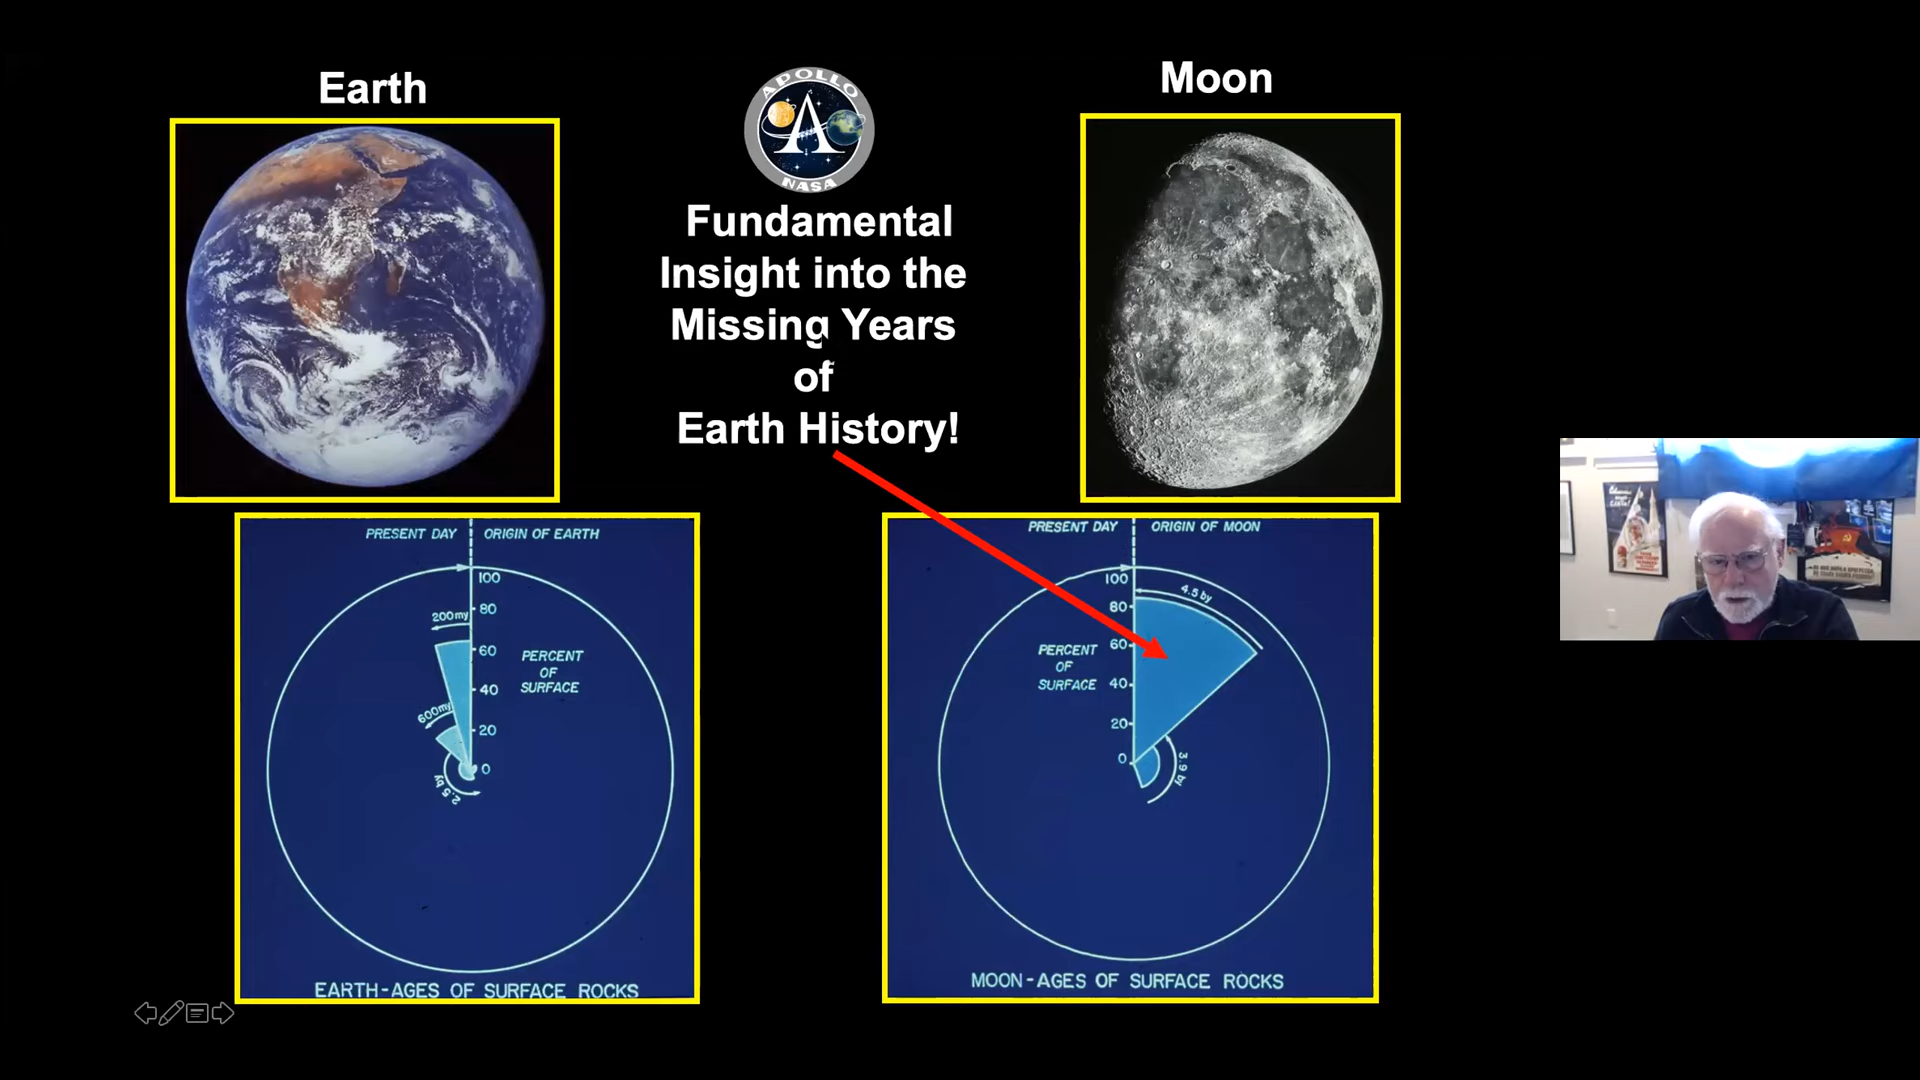 Earth
APOLLO
NASA
Moon
Fundamental
Insight into the
Missing Years
of
Earth History!
PRESENT DAY
ORIGIN OF EARTH
100
80
200my
60
PERCENT
OF
SURFACE
40
600my
20
0
2.5 by
EARTH-AGES OF SURFACE ROCKS
PRESENT DAY
ORIGIN OF MOON
100
4.5 by
80
60
PERCENT
OF
SURFACE
40
20
0
3.9 by
MOON-AGES OF SURFACE ROCKS